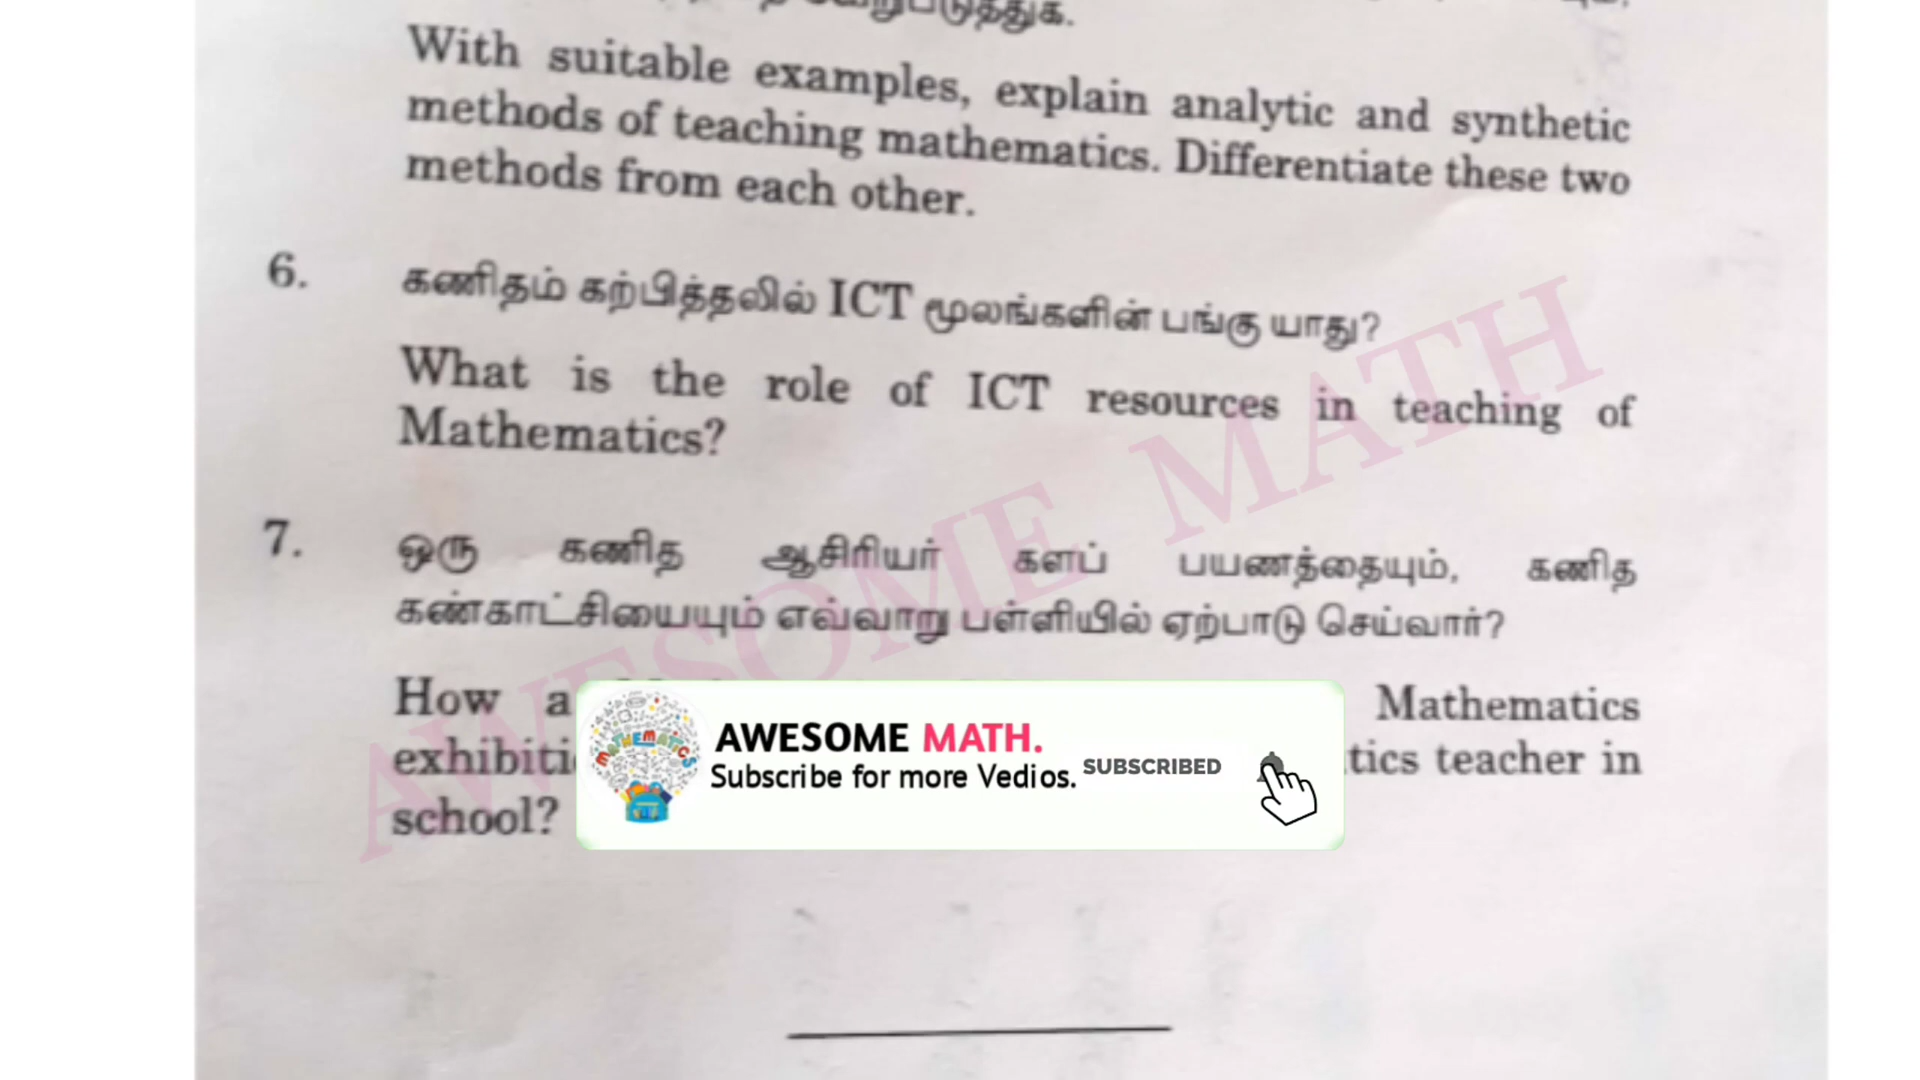 With suitable examples, explain analytic and synthetic
methods of teaching mathematics. Differentiate these two
methods from each other.
6. கணிதம் கற்பித்தலில் ICT மூலங்களின் பங்கு யாது?
What is the role of ICT resources in teaching of
Mathematics?
7. ஒரு கணித ஆசிரியர் களப் பயணத்தையும், கணித
கண்காட்சியையும் எவ்வாறு பள்ளியில் ஏற்பாடு செய்வார்?
How a Mathematics
teacher in
school?
AWESOME MATH
MATHEMATICS
AWESOME MATH.
Subscribe for more Vedios.
SUBSCRIBED